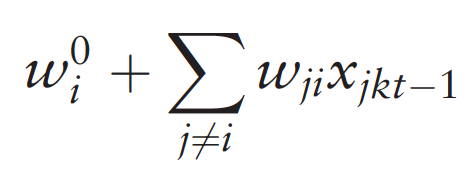 $w_i^0 + \sum_{j \neq i} w_{ji} x_{jkt-1}$